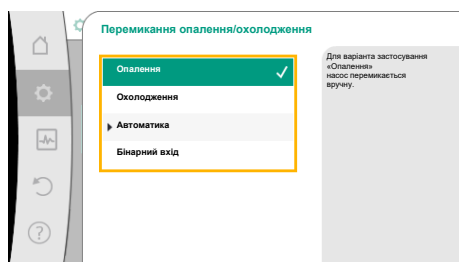 Перемикання опалення/охолодження
Опалення
Охолодження
Автоматика
Бінарний вхід
Для варіанта застосування
«Опалення»
насос перемикається
вручну.